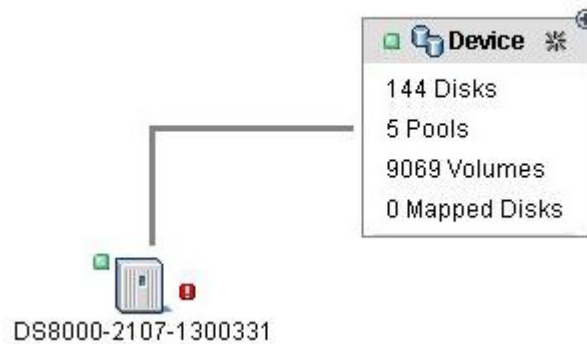 Device
144 Disks
5 Pools
9069 Volumes
0 Mapped Disks
DS8000-2107-1300331